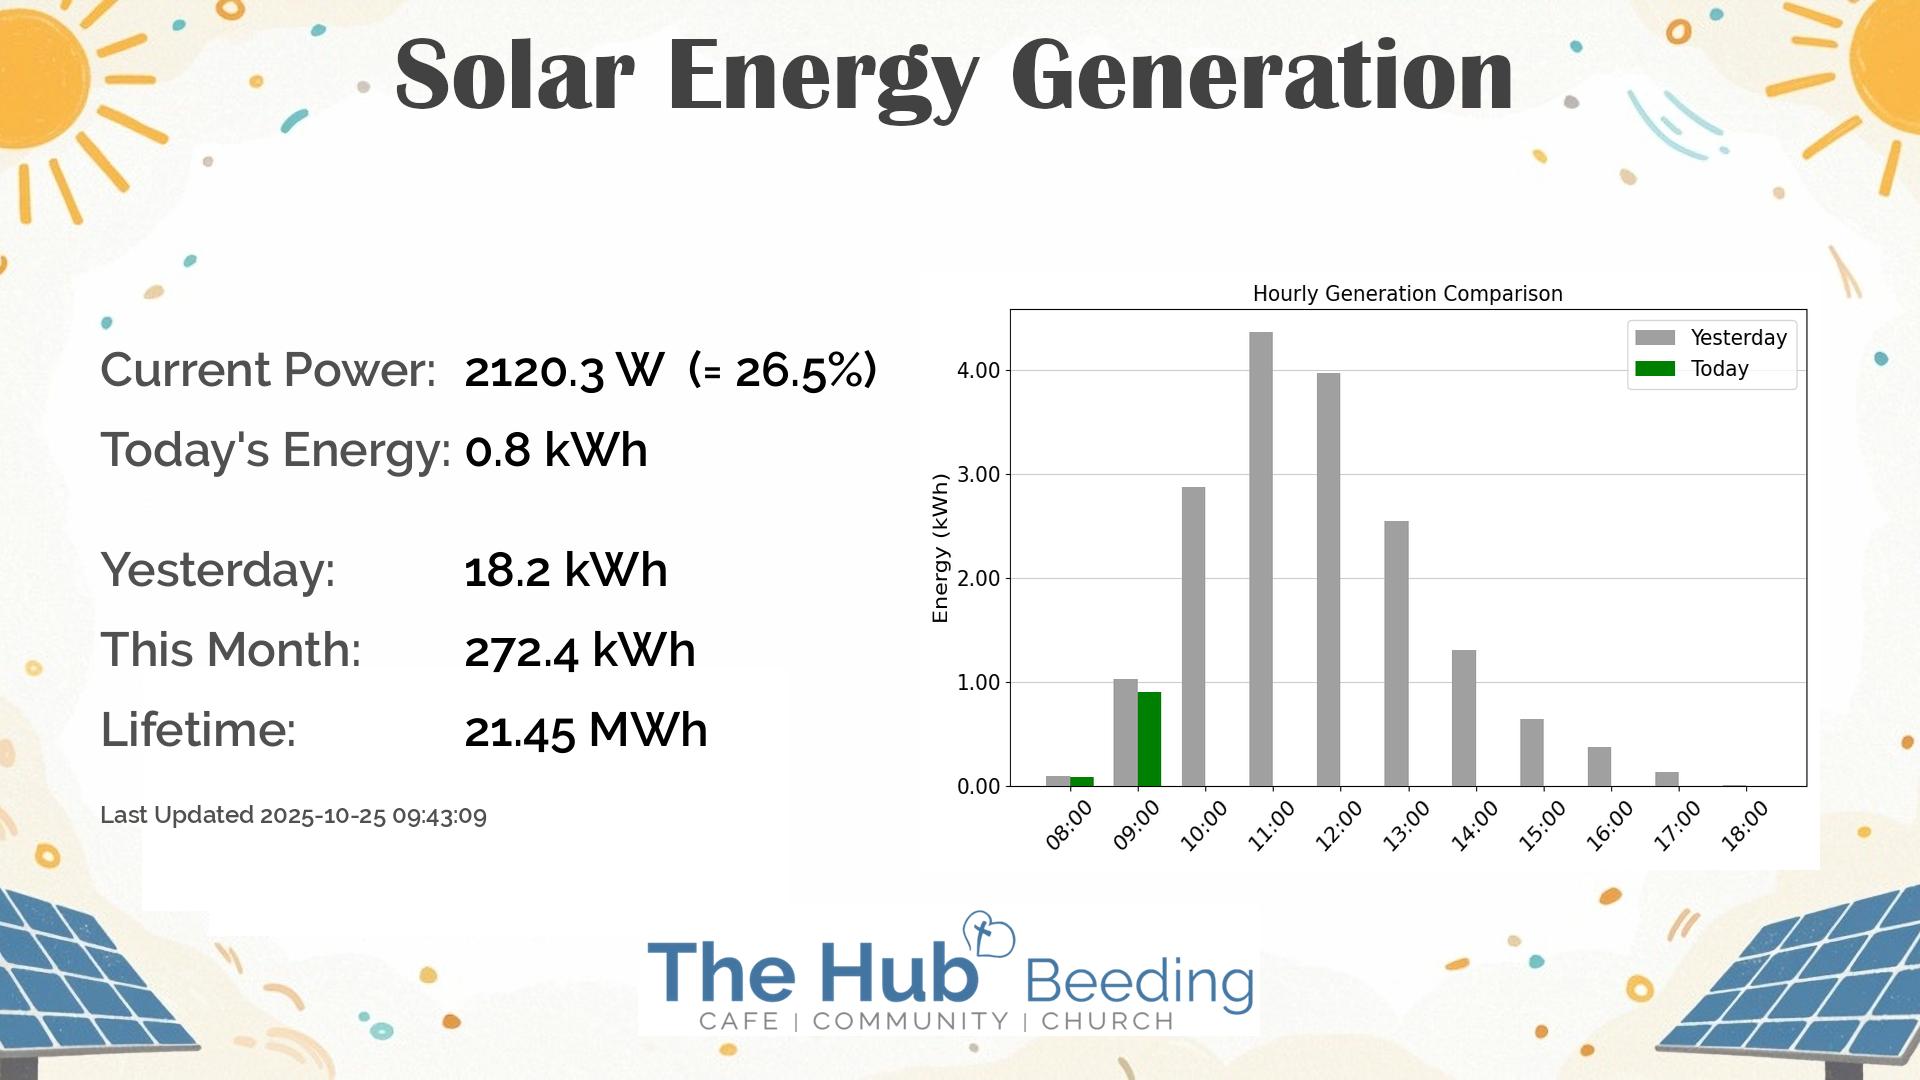 Solar Energy Generation
Current Power: 2120.3 W (= 26.5%)
Today's Energy: 0.8 kWh
Yesterday: 18.2 kWh
This Month: 272.4 kWh
Lifetime: 21.45 MWh
Last Updated 2025-10-25 09:43:09
Hourly Generation Comparison
Yesterday
Today
Energy (kWh)
4.00
3.00
2.00
1.00
0.00
08:00 09:00 10:00 11:00 12:00 13:00 14:00 15:00 16:00 17:00 18:00
The Hub Beeding
CAFE | COMMUNITY | CHURCH